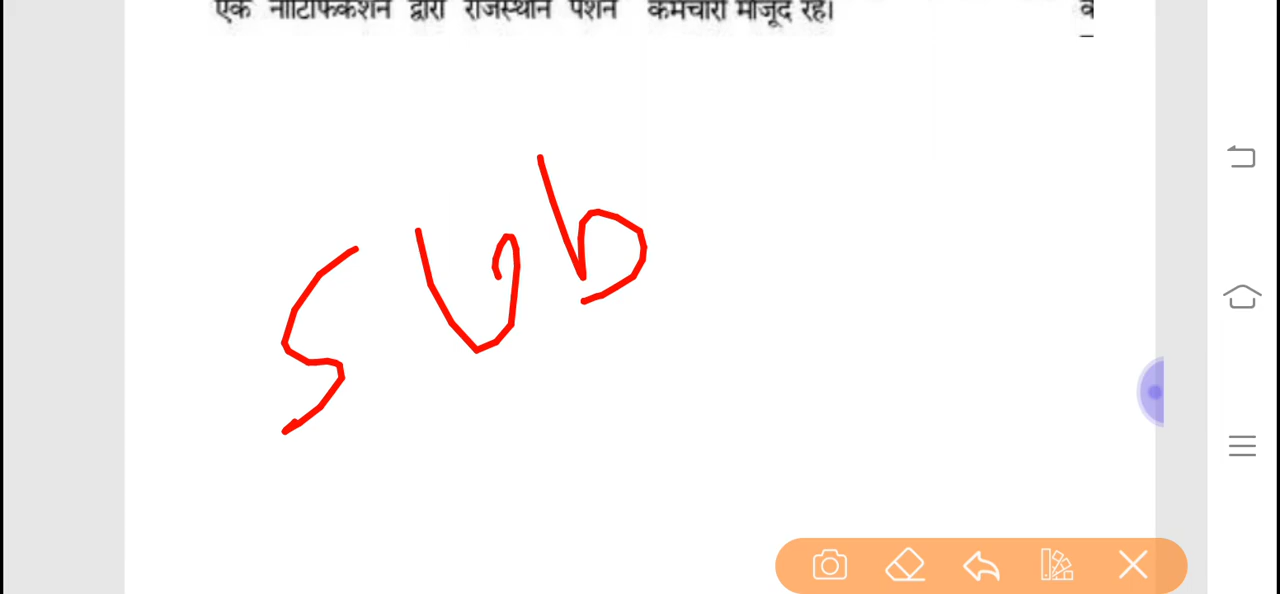 एक नोटिफिकेशन द्वारा राजस्थान पेंशन कर्मचारी मौजूद रहे।
sub